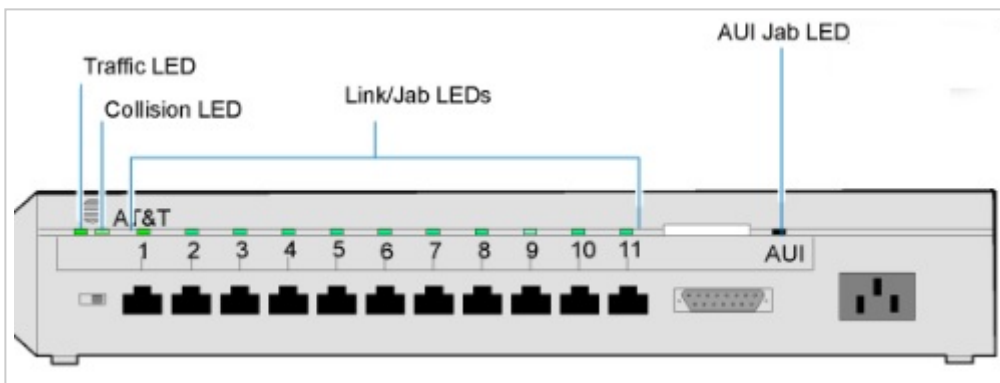 AUI Jab LED
Traffic LED
Link/Jab LEDs
Collision LED
AT&T
1 2 3 4 5 6 7 8 9 10 11 AUI